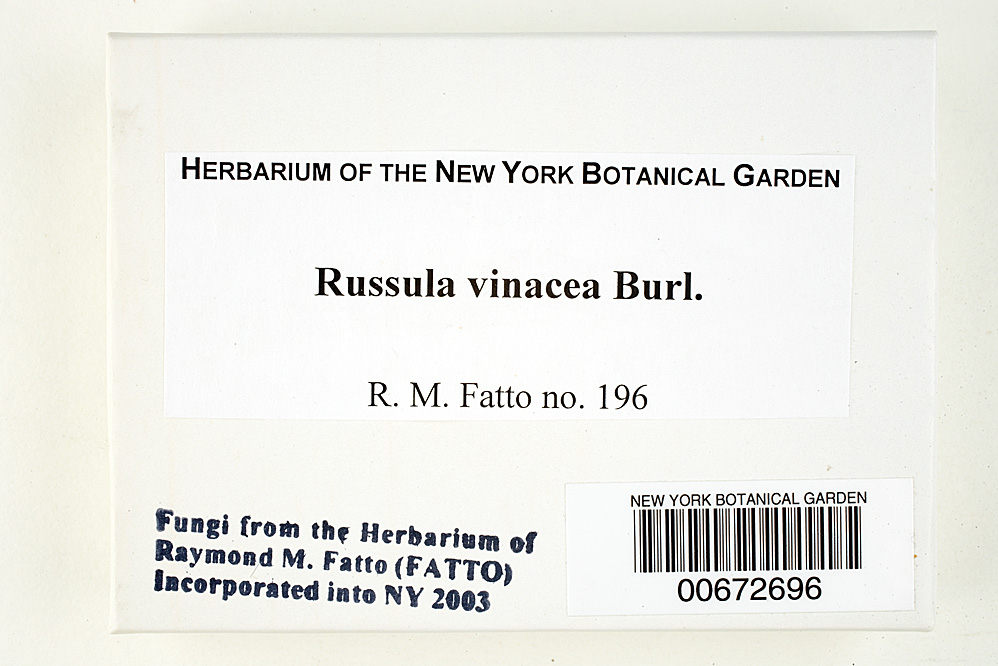 HERBARIUM OF THE NEW YORK BOTANICAL GARDEN
Russula vinacea Burl.
R. M. Fatto no. 196
Fungi from the Herbarium of
Raymond M. Fatto (FATTO)
Incorporated into NY 2003
NEW YORK BOTANICAL GARDEN
00672696